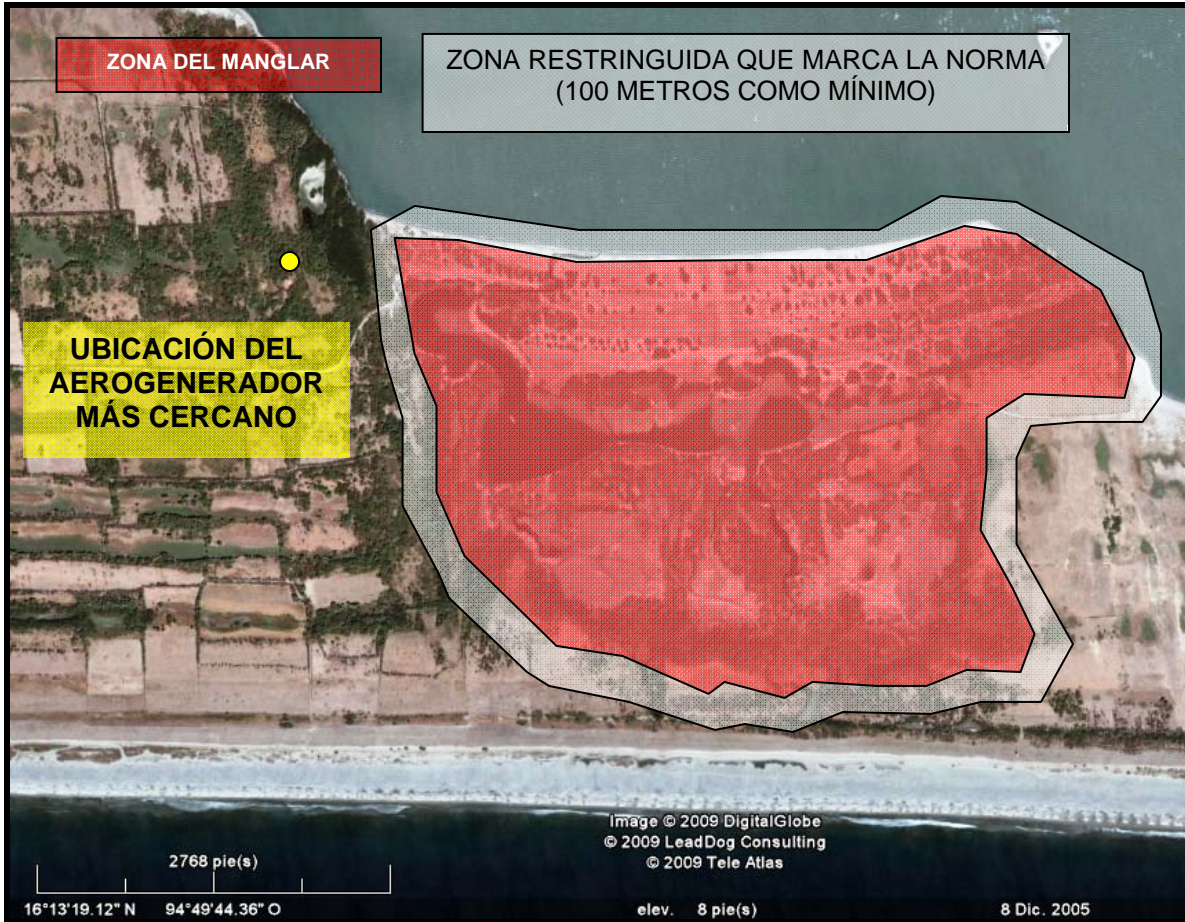 ZONA DEL MANGLAR
ZONA RESTRINGUIDA QUE MARCA LA NORMA
(100 METROS COMO MÍNIMO)
UBICACIÓN DEL
AEROGENERADOR
MÁS CERCANO
Image © 2009 DigitalGlobe
© 2009 LeadDog Consulting
© 2009 Tele Atlas
2768 pie(s)
16°13'19.12" N 94°49'44.36" O
elev. 8 pie(s)
8 Dic. 2005